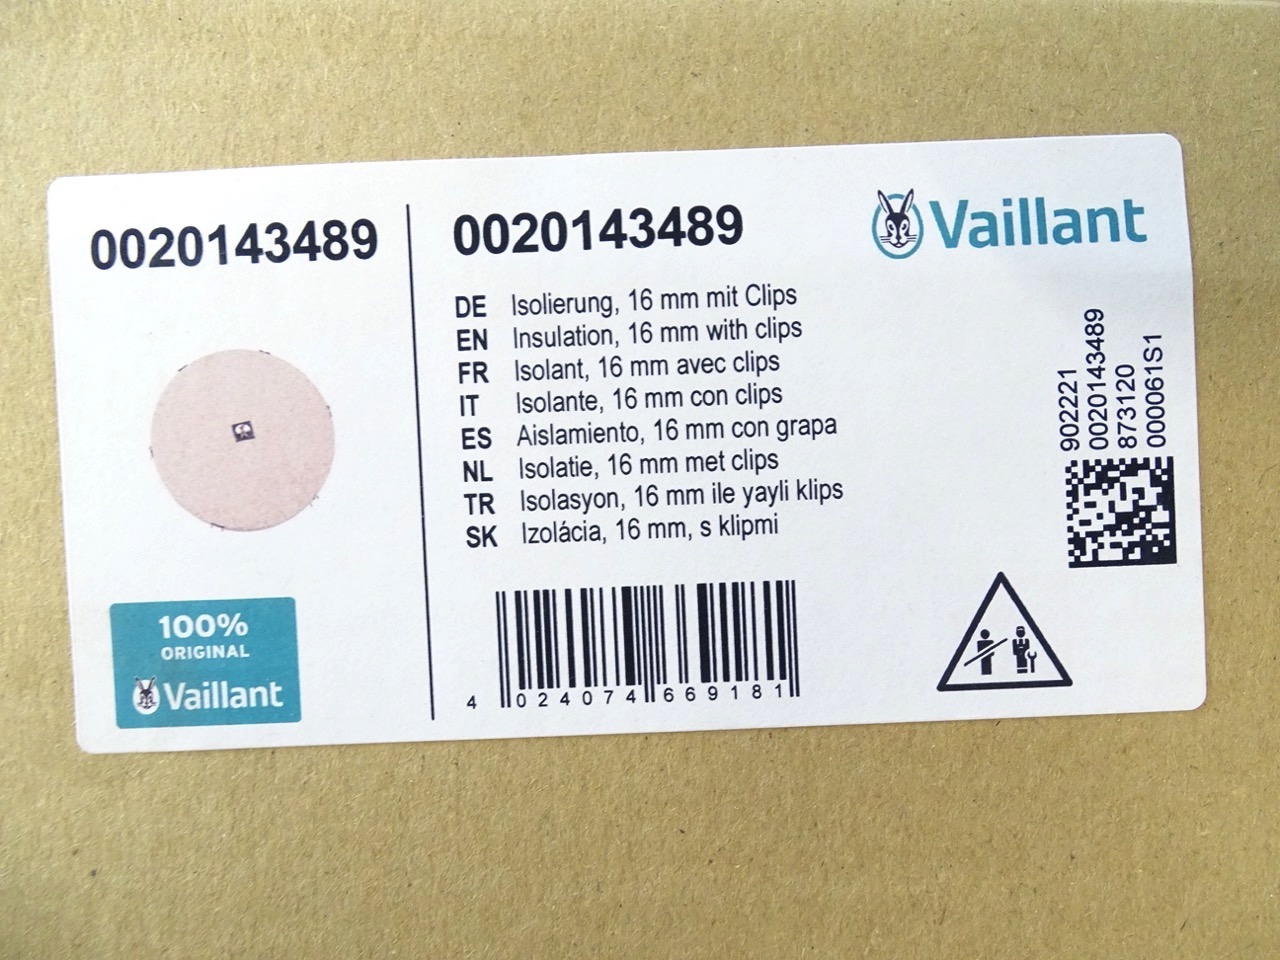 0020143489
100%
ORIGINAL
Vaillant
0020143489
Vaillant
DE Isolierung, 16 mm mit Clips
EN Insulation, 16 mm with clips
FR Isolant, 16 mm avec clips
IT Isolante, 16 mm con clips
ES Aislamiento, 16 mm con grapa
NL Isolatie, 16 mm met clips
TR Isolasyon, 16 mm ile yayli klips
SK Izolácia, 16 mm, s klipmi
4 024074 669181
902221
0020143489
873120
000061S1